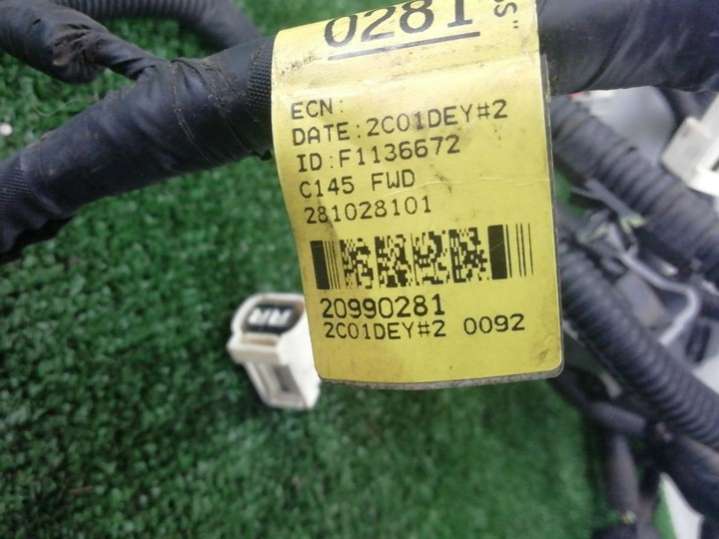 0281
ECN:
DATE:2C01DEY#2
ID:F1136672
C145 FWD
281028101
20990281
2C01DEY#2 0092